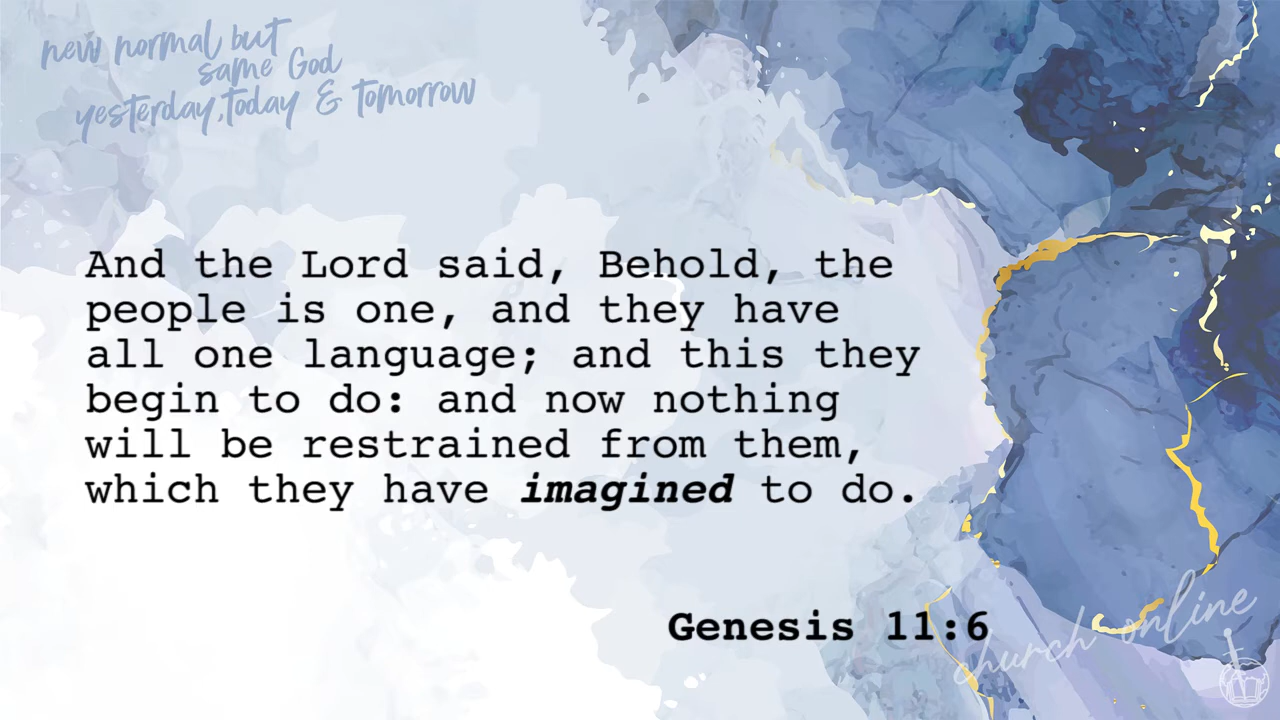 new normal but
same God
yesterday, today & tomorrow
And the Lord said, Behold, the
people is one, and they have
all one language; and this they
begin to do: and now nothing
will be restrained from them,
which they have imagined to do.
Genesis 11:6
church online